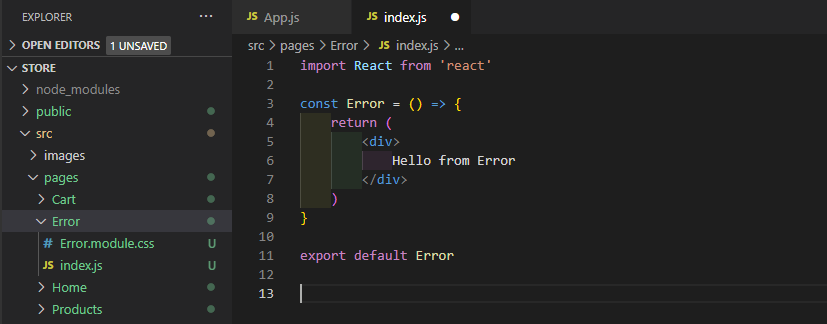 EXPLORER
OPEN EDITORS 1 UNSAVED
STORE
node_modules
public
src
images
pages
Cart
Error
# Error.module.css U
JS index.js U
Home
Products
JS App.js JS index.js
src > pages > Error > JS index.js > ...
1 import React from 'react'
2
3 const Error = () => {
4 return (
5 <div>
6 Hello from Error
7 </div>
8 )
9 }
10
11 export default Error
12
13